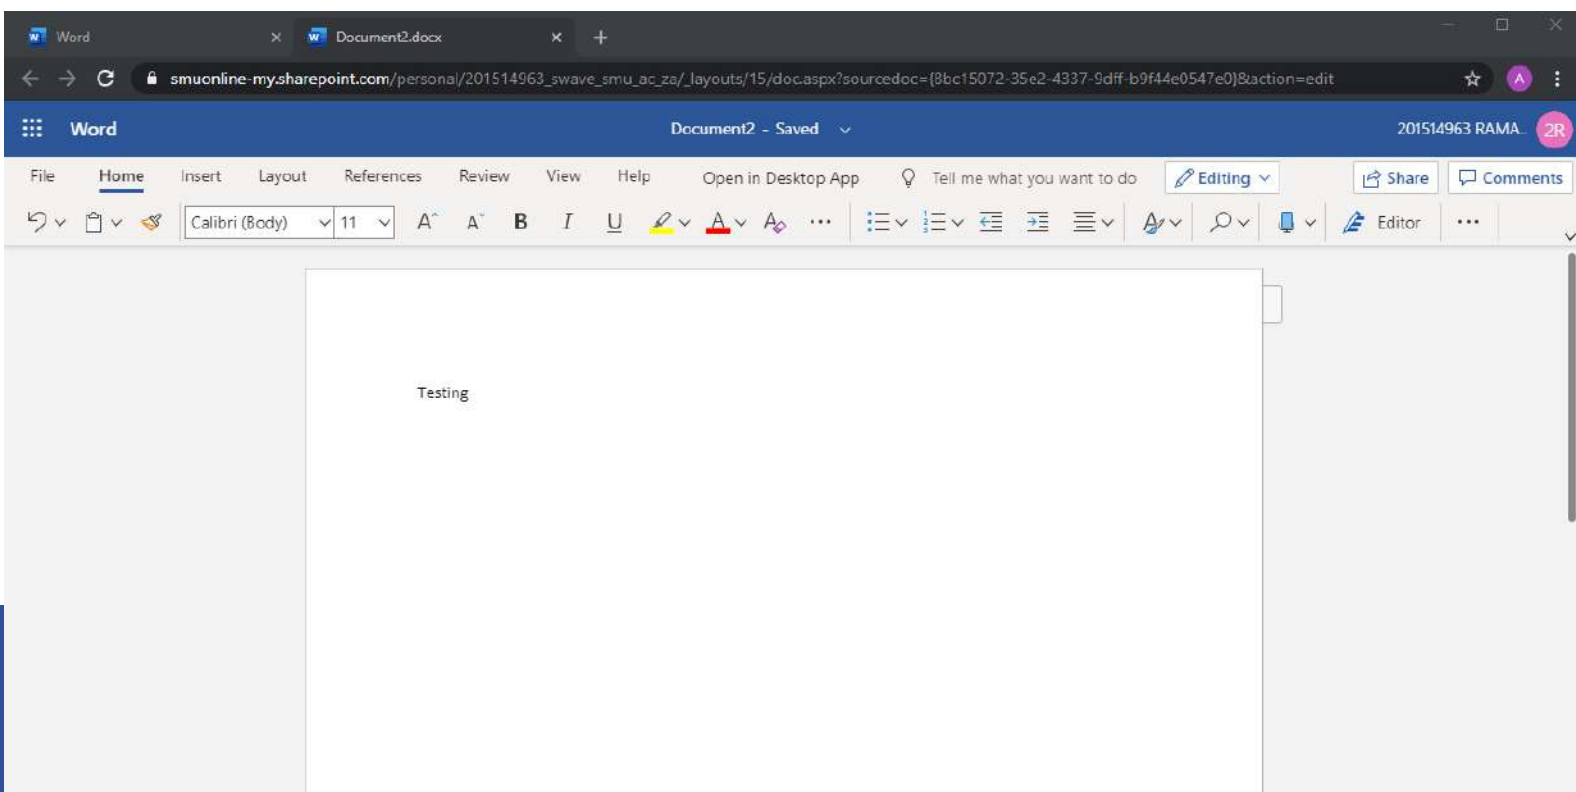 Word
Document2.docx
smuonline-my.sharepoint.com/personal/201514963_swave_smu_ac_za/_layouts/15/doc.aspx?sourcedoc={8bc15072-35e2-4337-9dff-b9f44e0547e0}&action=edit
A
Word
Document2 - Saved
201514963 RAMA..
2R
File Home Insert Layout References Review View Help Open in Desktop App Tell me what you want to do Editing Share Comments
Calibri (Body) 11 A A B I U A A Editor
Testing